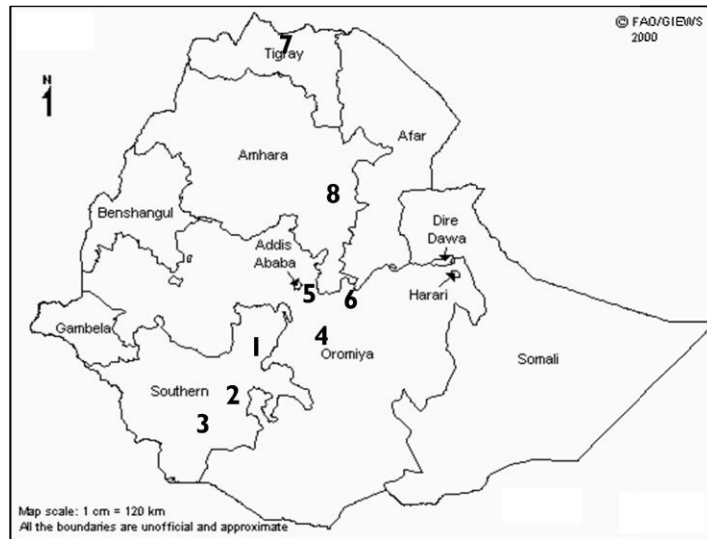 © FAO/GIEWS
2000
7
Tigray
N
Afar
Amhara
8
Benshangul
Dire
Dawa
Addis
Ababa
5
6
Harari
Gambela
4
1
Oromiya
Somali
Southern
2
3
Map scale: 1 cm = 120 km
All the boundaries are unofficial and approximate